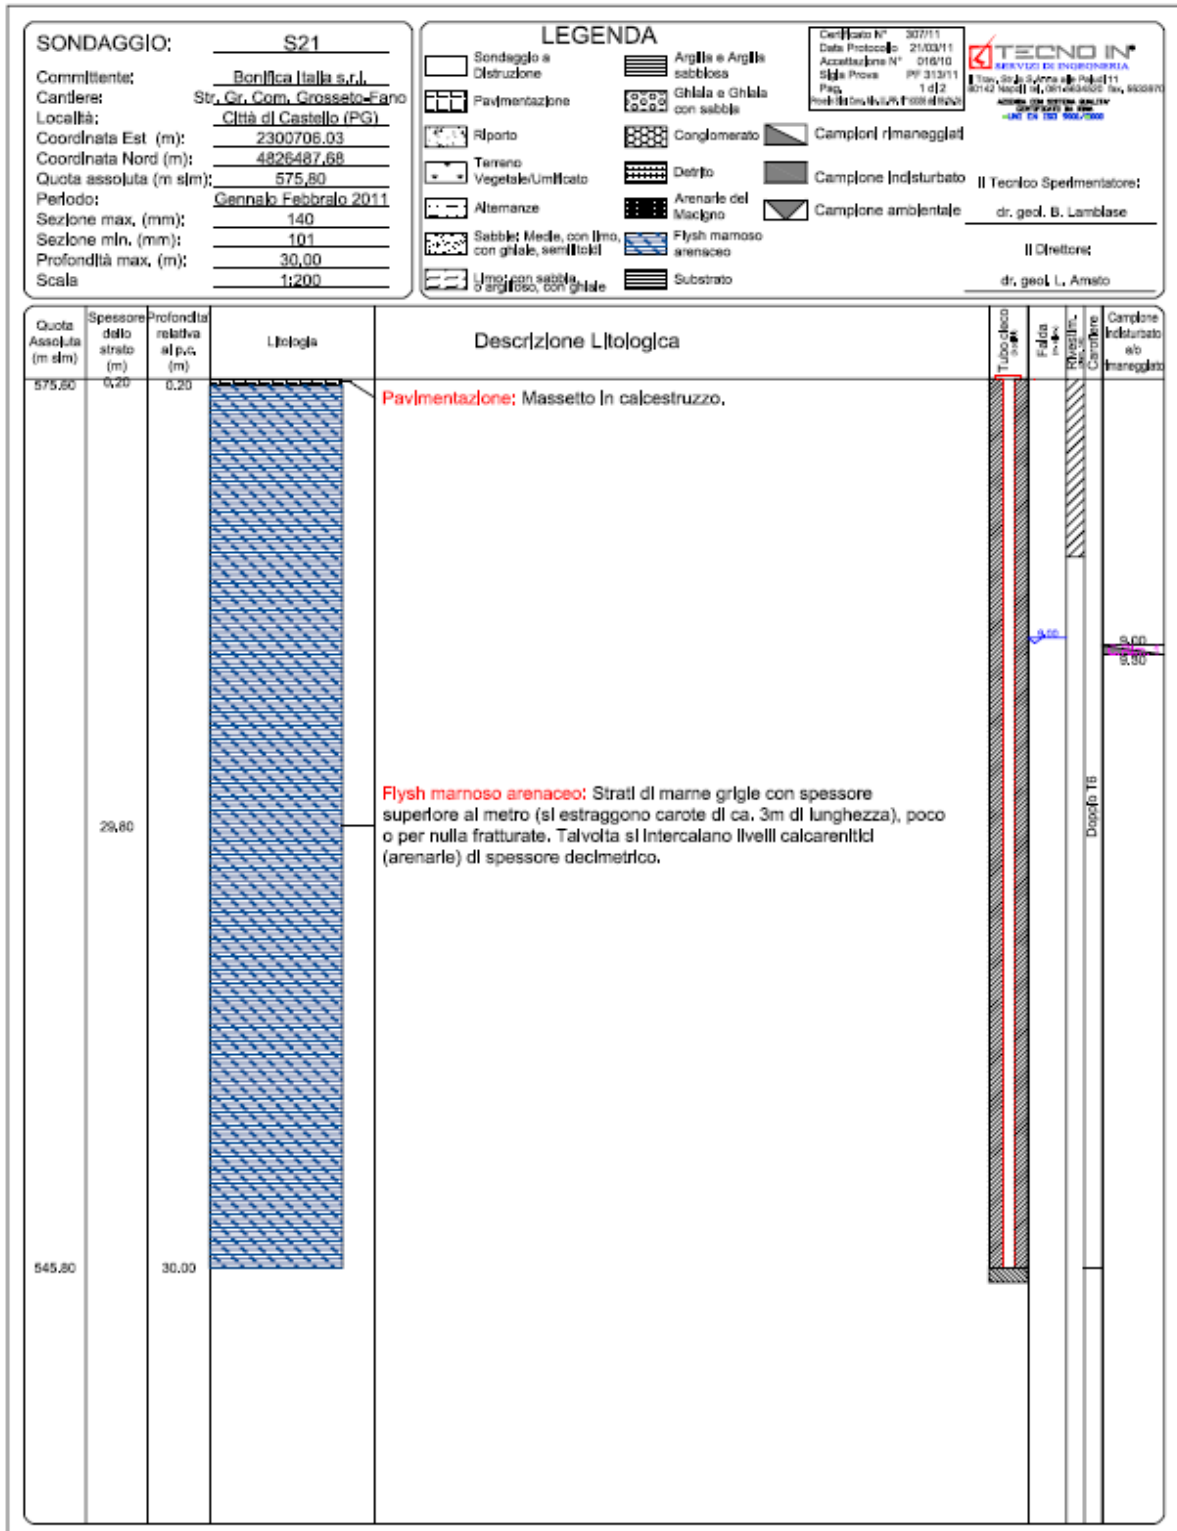 SONDAGGIO: S21
Committente: Bonifica Italia s.r.l.
Cantiere: Str. Gr. Com. Grosseto-Fano
Località: Città di Castello (PG)
Coordinata Est (m): 2300706.03
Coordinata Nord (m): 4826487,68
Quota assoluta (m slm): 575,80
Periodo: Gennaio Febbraio 2011
Sezione max. (mm): 140
Sezione min. (mm): 101
Profondità max. (m): 30,00
Scala 1:200
LEGENDA
Sondaggio a
Distruzione
Pavimentazione
Riporto
Terreno
Vegetale/Umificato
Alternanze
Sabbie: Medie, con limo,
con ghiaie, semilitoidi
Limo: con sabbia,
o argilloso, con ghiaie
Argilla e Argilla
sabbiosa
Ghiaia e Ghiaia
con sabbia
Conglomerato
Detrito
Arenarie del
Macigno
Flysh marnoso
arenaceo
Substrato
Campioni rimaneggiati
Campione Indisturbato
Campione ambientale
Certificato N° 307/11
Data Protocollo 21/03/11
Accettazione N° 016/10
Sigla Prova PF 313/11
Pag. 1 di 2
TECNO IN
SERVIZI DI INGEGNERIA
Il Tecnico Sperimentatore:
dr. geol. B. Lambiase
Il Direttore:
dr. geol. L. Amato
Quota
Assoluta
(m slm)
Spessore
dello
strato
(m)
Profondita'
relativa
al p.c.
(m)
Litologia
Descrizione Litologica
Tubo cieco
Falda
Rivestim.
Carotiere
Campione
Indisturbato
e/o
rimaneggiato
575.60 0.20 0.20
Pavimentazione: Massetto in calcestruzzo.
9.00
9.00
9.30
29.80
Flysh marnoso arenaceo: Strati di marne grigie con spessore
superiore al metro (si estraggono carote di ca. 3m di lunghezza), poco
o per nulla fratturate. Talvolta si intercalano livelli calcarenitici
(arenarie) di spessore decimetrico.
Doppio T6
545.80 30.00